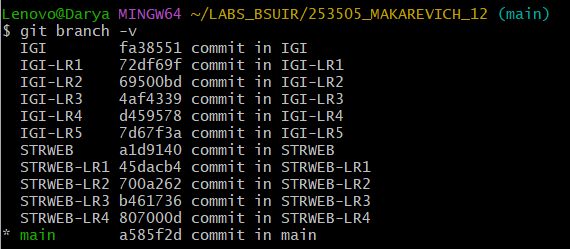 Lenovo@Darya MINGW64 ~/LABS_BSUIR/253505_MAKAREVICH_12 (main)
$ git branch -v
  IGI        fa38551 commit in IGI
  IGI-LR1    72df69f commit in IGI-LR1
  IGI-LR2    69500bd commit in IGI-LR2
  IGI-LR3    4af4339 commit in IGI-LR3
  IGI-LR4    d459578 commit in IGI-LR4
  IGI-LR5    7d67f3a commit in IGI-LR5
  STRWEB     a1d9140 commit in STRWEB
  STRWEB-LR1 45dacb4 commit in STRWEB-LR1
  STRWEB-LR2 700a262 commit in STRWEB-LR2
  STRWEB-LR3 b461736 commit in STRWEB-LR3
  STRWEB-LR4 807000d commit in STRWEB-LR4
* main       a585f2d commit in main